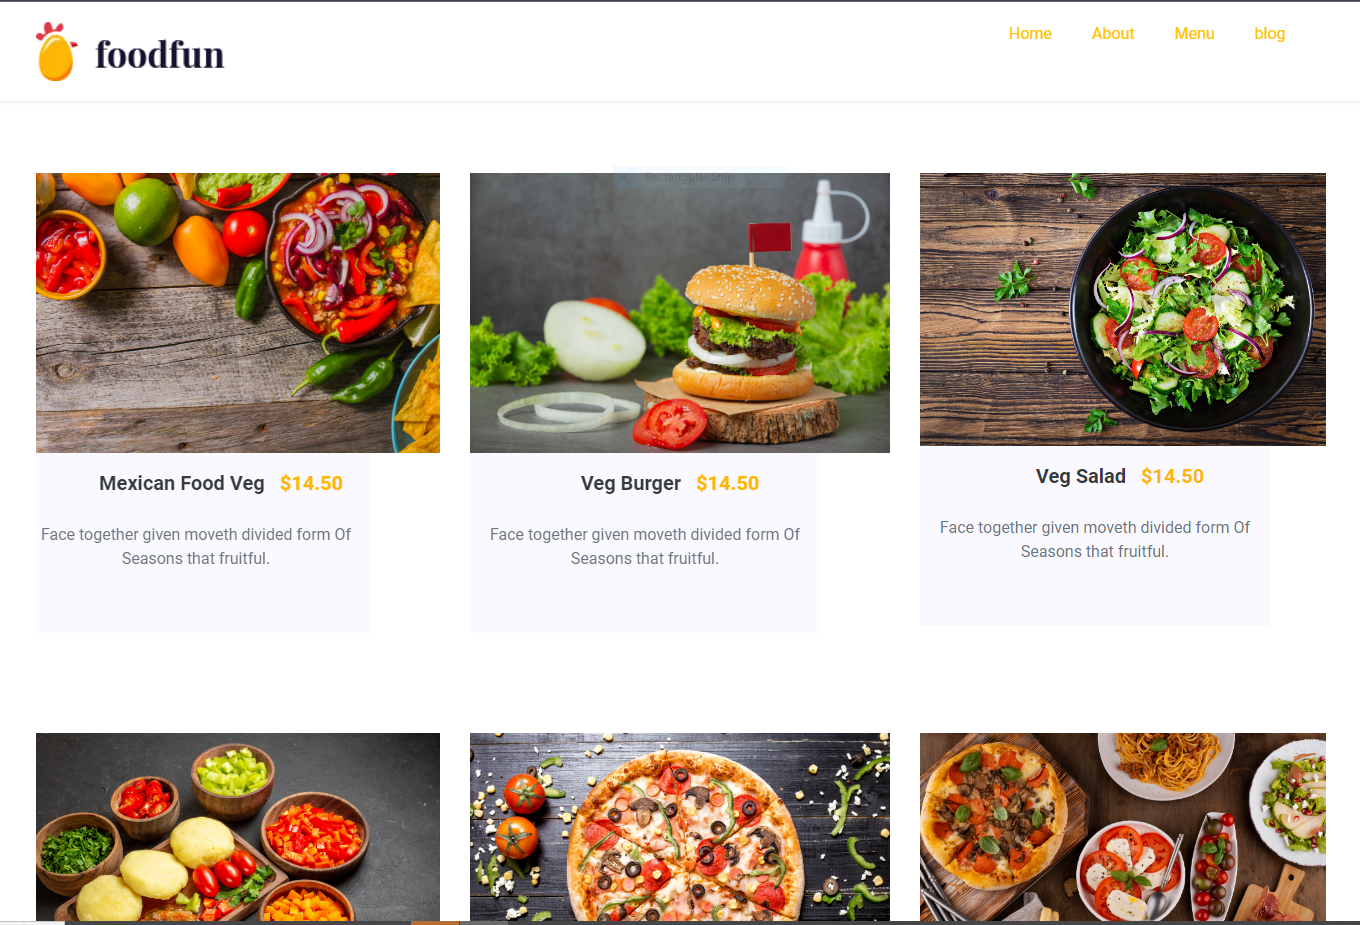 foodfun
Home About Menu blog
Rectangular Snip
Mexican Food Veg $14.50
Face together given moveth divided form Of
Seasons that fruitful.
Veg Burger $14.50
Face together given moveth divided form Of
Seasons that fruitful.
Veg Salad $14.50
Face together given moveth divided form Of
Seasons that fruitful.